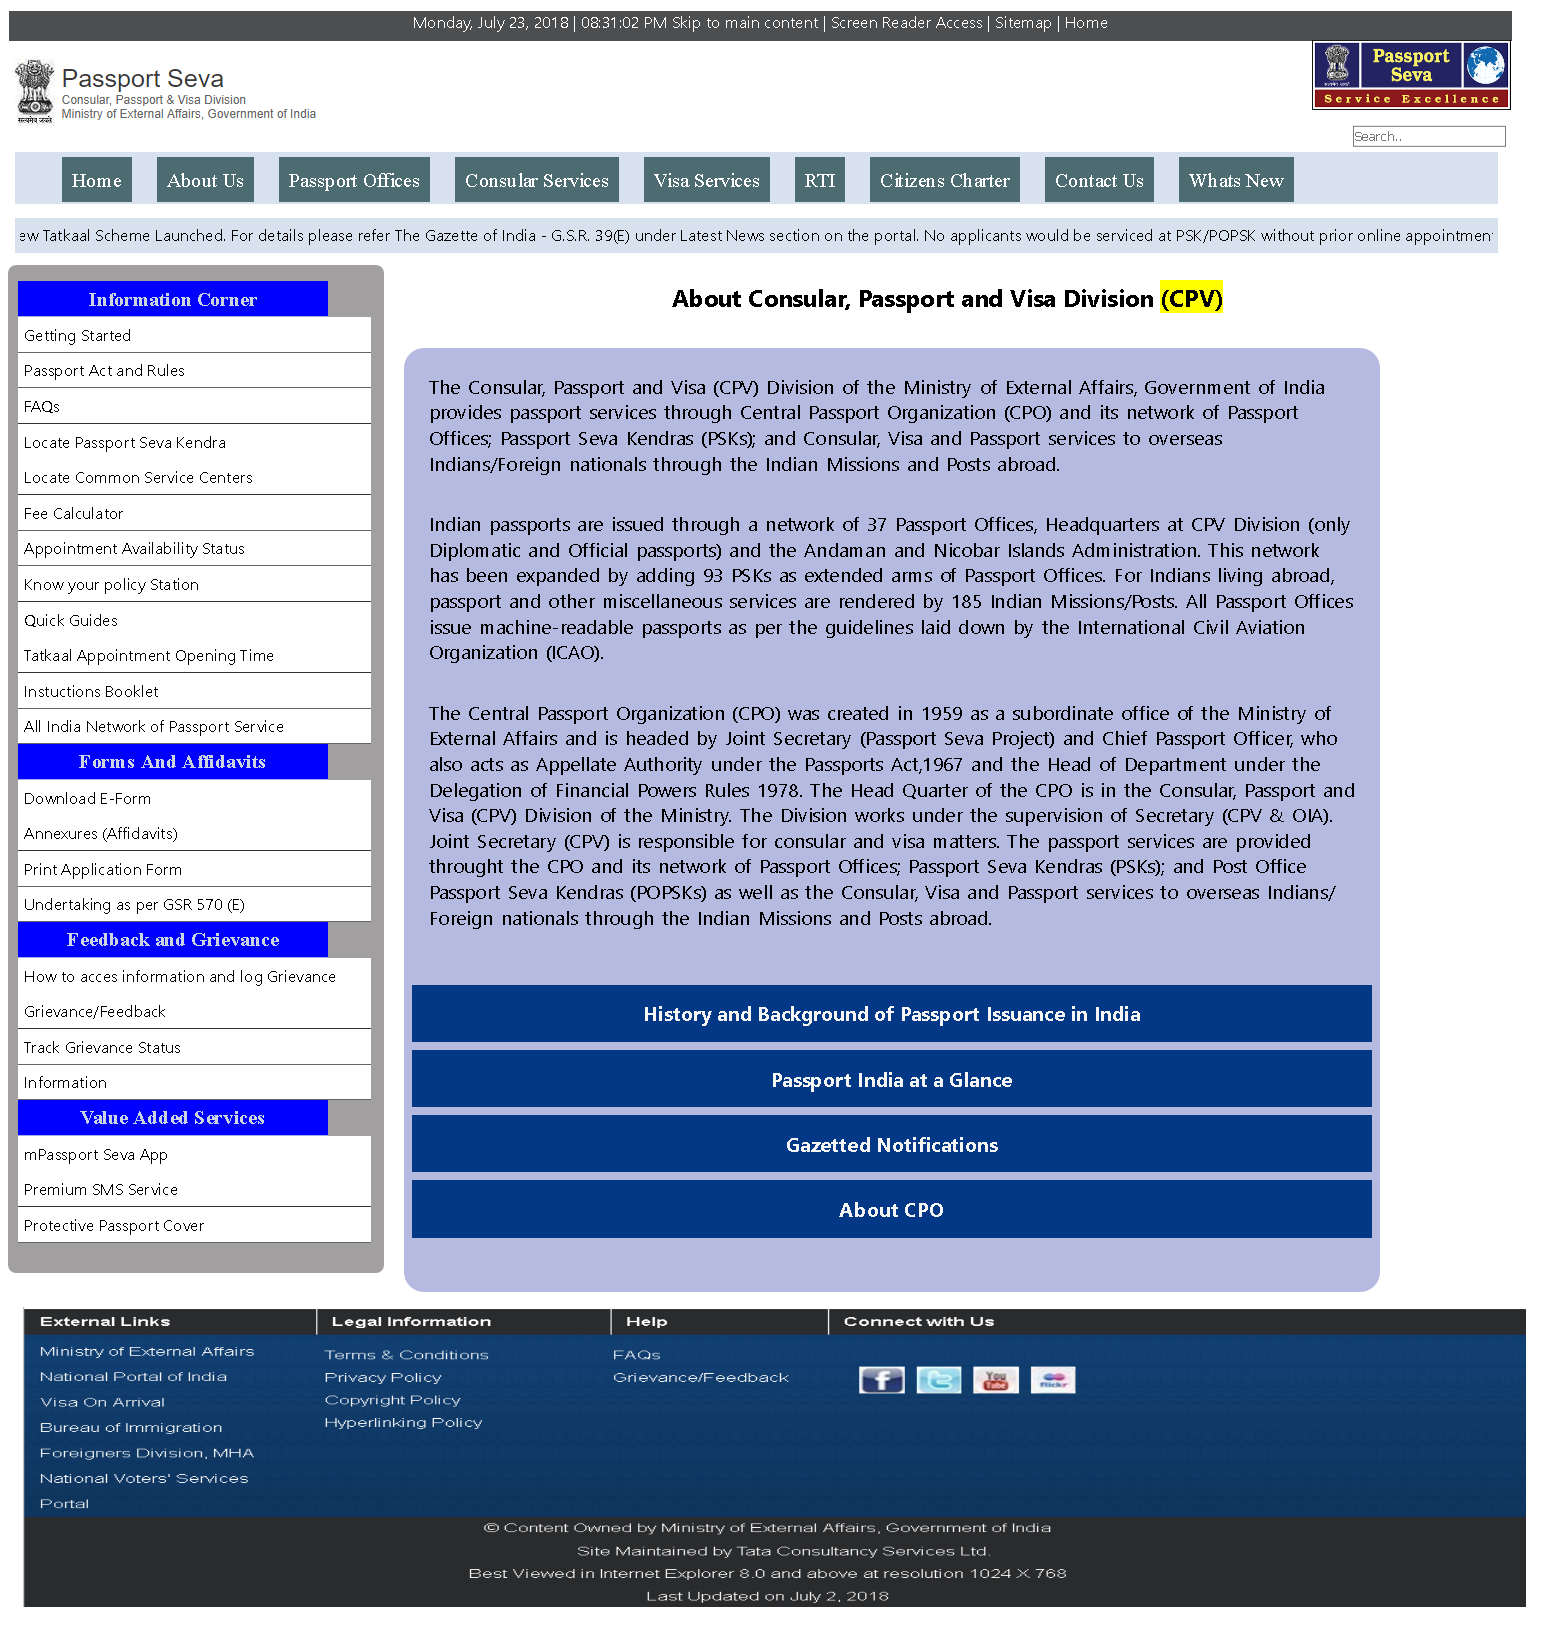 Monday, July 23, 2018 | 08:31:02 PM Skip to main content | Screen Reader Access | Sitemap | Home
Passport Seva
Consular, Passport & Visa Division
Ministry of External Affairs, Government of India
सत्यमेव जयते
Passport
Seva
Service Excellence
Search..
Home
About Us
Passport Offices
Consular Services
Visa Services
RTI
Citizens Charter
Contact Us
Whats New
ew Tatkaal Scheme Launched. For details please refer The Gazette of India - G.S.R. 39(E) under Latest News section on the portal. No applicants would be serviced at PSK/POPSK without prior online appointment
Information Corner
Getting Started
Passport Act and Rules
FAQs
Locate Passport Seva Kendra
Locate Common Service Centers
Fee Calculator
Appointment Availability Status
Know your policy Station
Quick Guides
Tatkaal Appointment Opening Time
Instuctions Booklet
All India Network of Passport Service
Forms And Affidavits
Download E-Form
Annexures (Affidavits)
Print Application Form
Undertaking as per GSR 570 (E)
Feedback and Grievance
How to acces information and log Grievance
Grievance/Feedback
Track Grievance Status
Information
Value Added Services
mPassport Seva App
Premium SMS Service
Protective Passport Cover
About Consular, Passport and Visa Division (CPV)
The Consular, Passport and Visa (CPV) Division of the Ministry of External Affairs, Government of India
provides passport services through Central Passport Organization (CPO) and its network of Passport
Offices; Passport Seva Kendras (PSKs); and Consular, Visa and Passport services to overseas
Indians/Foreign nationals through the Indian Missions and Posts abroad.
Indian passports are issued through a network of 37 Passport Offices, Headquarters at CPV Division (only
Diplomatic and Official passports) and the Andaman and Nicobar Islands Administration. This network
has been expanded by adding 93 PSKs as extended arms of Passport Offices. For Indians living abroad,
passport and other miscellaneous services are rendered by 185 Indian Missions/Posts. All Passport Offices
issue machine-readable passports as per the guidelines laid down by the International Civil Aviation
Organization (ICAO).
The Central Passport Organization (CPO) was created in 1959 as a subordinate office of the Ministry of
External Affairs and is headed by Joint Secretary (Passport Seva Project) and Chief Passport Officer, who
also acts as Appellate Authority under the Passports Act,1967 and the Head of Department under the
Delegation of Financial Powers Rules 1978. The Head Quarter of the CPO is in the Consular, Passport and
Visa (CPV) Division of the Ministry. The Division works under the supervision of Secretary (CPV & OIA).
Joint Secretary (CPV) is responsible for consular and visa matters. The passport services are provided
throught the CPO and its network of Passport Offices; Passport Seva Kendras (PSKs); and Post Office
Passport Seva Kendras (POPSKs) as well as the Consular, Visa and Passport services to overseas Indians/
Foreign nationals through the Indian Missions and Posts abroad.
History and Background of Passport Issuance in India
Passport India at a Glance
Gazetted Notifications
About CPO
External Links
Ministry of External Affairs
National Portal of India
Visa On Arrival
Bureau of Immigration
Foreigners Division, MHA
National Voters' Services
Portal
Legal Information
Terms & Conditions
Privacy Policy
Copyright Policy
Hyperlinking Policy
Help
FAQs
Grievance/Feedback
Connect with Us
You
Tube
flickr
© Content Owned by Ministry of External Affairs, Government of India
Site Maintained by Tata Consultancy Services Ltd.
Best Viewed in Internet Explorer 8.0 and above at resolution 1024 X 768
Last Updated on July 2, 2018